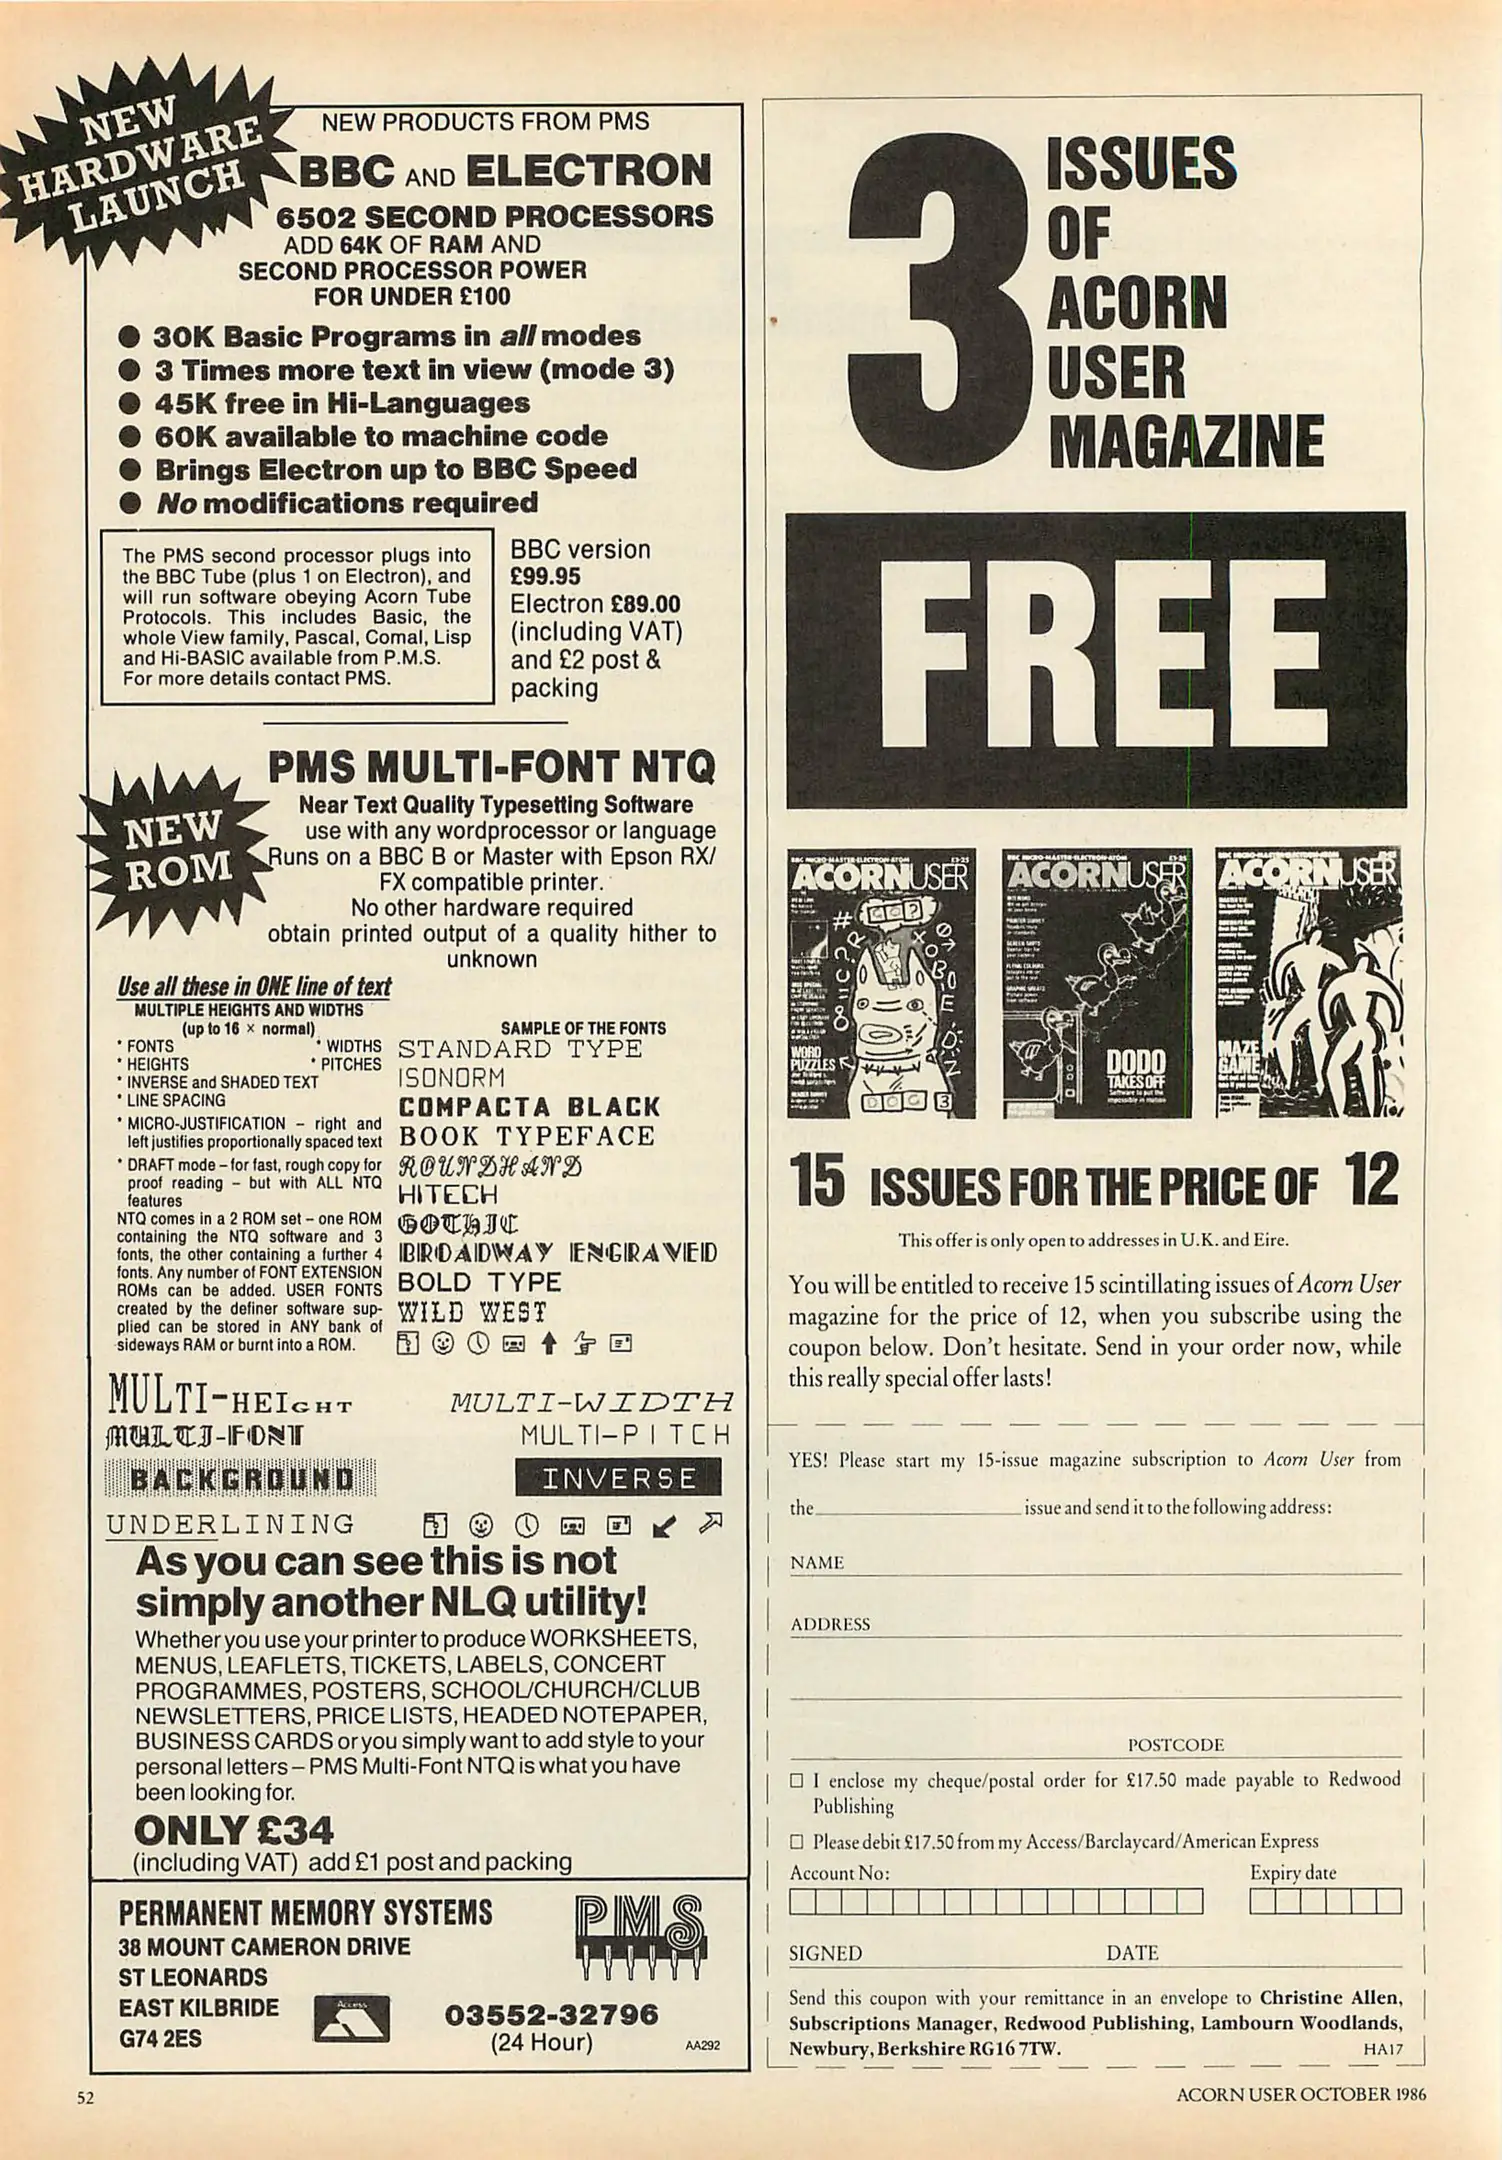 NEW
HARDWARE
LAUNCH
NEW PRODUCTS FROM PMS
BBC AND ELECTRON
6502 SECOND PROCESSORS
ADD 64K OF RAM AND
SECOND PROCESSOR POWER
FOR UNDER £100
● 30K Basic Programs in all modes
● 3 Times more text in view (mode 3)
● 45K free in Hi-Languages
● 60K available to machine code
● Brings Electron up to BBC Speed
● No modifications required
The PMS second processor plugs into
the BBC Tube (plus 1 on Electron), and
will run software obeying Acorn Tube
Protocols. This includes Basic, the
whole View family, Pascal, Comal, Lisp
and Hi-BASIC available from P.M.S.
For more details contact PMS.
BBC version
£99.95
Electron £89.00
(including VAT)
and £2 post &
packing
NEW
ROM
PMS MULTI-FONT NTQ
Near Text Quality Typesetting Software
use with any wordprocessor or language
Runs on a BBC B or Master with Epson RX/
FX compatible printer.
No other hardware required
obtain printed output of a quality hither to
unknown
Use all these in ONE line of text
MULTIPLE HEIGHTS AND WIDTHS
(up to 16 × normal)
* FONTS * WIDTHS
* HEIGHTS * PITCHES
* INVERSE and SHADED TEXT
* LINE SPACING
* MICRO-JUSTIFICATION – right and
left justifies proportionally spaced text
* DRAFT mode – for fast, rough copy for
proof reading – but with ALL NTQ
features
NTQ comes in a 2 ROM set – one ROM
containing the NTQ software and 3
fonts, the other containing a further 4
fonts. Any number of FONT EXTENSION
ROMs can be added. USER FONTS
created by the definer software sup-
plied can be stored in ANY bank of
sideways RAM or burnt into a ROM.
SAMPLE OF THE FONTS
STANDARD TYPE
ISONORM
COMPACTA BLACK
BOOK TYPEFACE
ROUNDHAND
HITECH
GOTHIC
BROADWAY ENGRAVED
BOLD TYPE
WILD WEST
MULTI-HEIGHT
MULTI-WIDTH
MULTI-FONT
MULTI-PITCH
BACKGROUND
INVERSE
UNDERLINING
As you can see this is not
simply another NLQ utility!
Whether you use your printer to produce WORKSHEETS,
MENUS, LEAFLETS, TICKETS, LABELS, CONCERT
PROGRAMMES, POSTERS, SCHOOL/CHURCH/CLUB
NEWSLETTERS, PRICE LISTS, HEADED NOTEPAPER,
BUSINESS CARDS or you simply want to add style to your
personal letters – PMS Multi-Font NTQ is what you have
been looking for.
ONLY £34
(including VAT) add £1 post and packing
PERMANENT MEMORY SYSTEMS
38 MOUNT CAMERON DRIVE
ST LEONARDS
EAST KILBRIDE
G74 2ES
Access
PMS
03552-32796
(24 Hour)
AA292
3
ISSUES
OF
ACORN
USER
MAGAZINE
FREE
BBC MICRO-MASTER-ELECTRON-ATOM
ACORN USER
WORD
PUZZLES
BBC MICRO-MASTER-ELECTRON-ATOM
ACORN USER
DODO
TAKES OFF
Software to put the
impossible in motion
BBC MICRO-MASTER-ELECTRON-ATOM
ACORN USER
MAZE
GAME
15 ISSUES FOR THE PRICE OF 12
This offer is only open to addresses in U.K. and Eire.
You will be entitled to receive 15 scintillating issues of Acorn User
magazine for the price of 12, when you subscribe using the
coupon below. Don't hesitate. Send in your order now, while
this really special offer lasts!
YES! Please start my 15-issue magazine subscription to Acorn User from
the issue and send it to the following address:
NAME
ADDRESS
POSTCODE
□ I enclose my cheque/postal order for £17.50 made payable to Redwood
Publishing
□ Please debit £17.50 from my Access/Barclaycard/American Express
Account No: Expiry date
SIGNED DATE
Send this coupon with your remittance in an envelope to Christine Allen,
Subscriptions Manager, Redwood Publishing, Lambourn Woodlands,
Newbury, Berkshire RG16 7TW. HA17
52
ACORN USER OCTOBER 1986